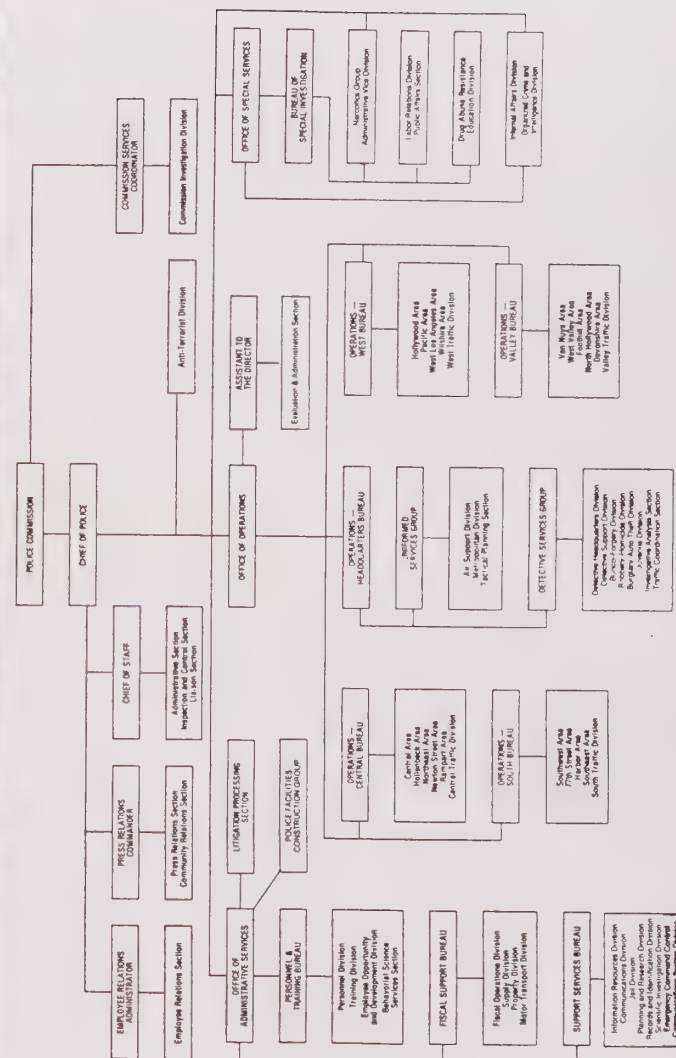 POLICE COMMISSION
CHIEF OF POLICE
COMMISSION SERVICES
COORDINATOR
Commission Investigation Division
EMPLOYEE RELATIONS
ADMINISTRATOR
Employee Relations Section
PRESS RELATIONS
COMMANDER
Press Relations Section
Community Relations Section
CHIEF OF STAFF
Administrative Section
Inspection and Control Section
Liaison Section
Anti-Terrorist Division
OFFICE OF
ADMINISTRATIVE SERVICES
LITIGATION PROCESSING
SECTION
POLICE FACILITIES
CONSTRUCTION GROUP
PERSONNEL &
TRAINING BUREAU
Personnel Division
Training Division
Employee Opportunity
and Development Division
Behavioral Science
Services Section
FISCAL SUPPORT BUREAU
Fiscal Operations Division
Supply Division
Property Division
Motor Transport Division
SUPPORT SERVICES BUREAU
Information Resources Division
Communications Division
Jail Division
Planning and Research Division
Records and Identification Division
Scientific Investigation Division
Emergency Command Control
OFFICE OF OPERATIONS
ASSISTANT TO
THE DIRECTOR
Evaluation & Administration Section
OPERATIONS —
CENTRAL BUREAU
Central Area
Hollenbeck Area
Northeast Area
Newton Street Area
Rampart Area
Central Traffic Division
OPERATIONS —
SOUTH BUREAU
Southwest Area
77th Street Area
Harbor Area
Southeast Area
South Traffic Division
OPERATIONS —
HEADQUARTERS BUREAU
UNIFORMED
SERVICES GROUP
Air Support Division
Metropolitan Division
Tactical Planning Section
DETECTIVE SERVICES GROUP
Detective Headquarters Division
Detective Support Division
Bunco-Forgery Division
Robbery-Homicide Division
Burglary Auto Theft Division
Juvenile Division
Investigative Analysis Section
Traffic Coordination Section
OPERATIONS —
WEST BUREAU
Hollywood Area
Pacific Area
West Los Angeles Area
Wilshire Area
West Traffic Division
OPERATIONS —
VALLEY BUREAU
Van Nuys Area
West Valley Area
Foothill Area
North Hollywood Area
Devonshire Area
Valley Traffic Division
OFFICE OF SPECIAL SERVICES
BUREAU OF
SPECIAL INVESTIGATION
Narcotics Group
Administrative Vice Division
Labor Relations Division
Public Affairs Section
Drug Abuse Resistance
Education Division
Internal Affairs Division
Organized Crime and
Intelligence Division